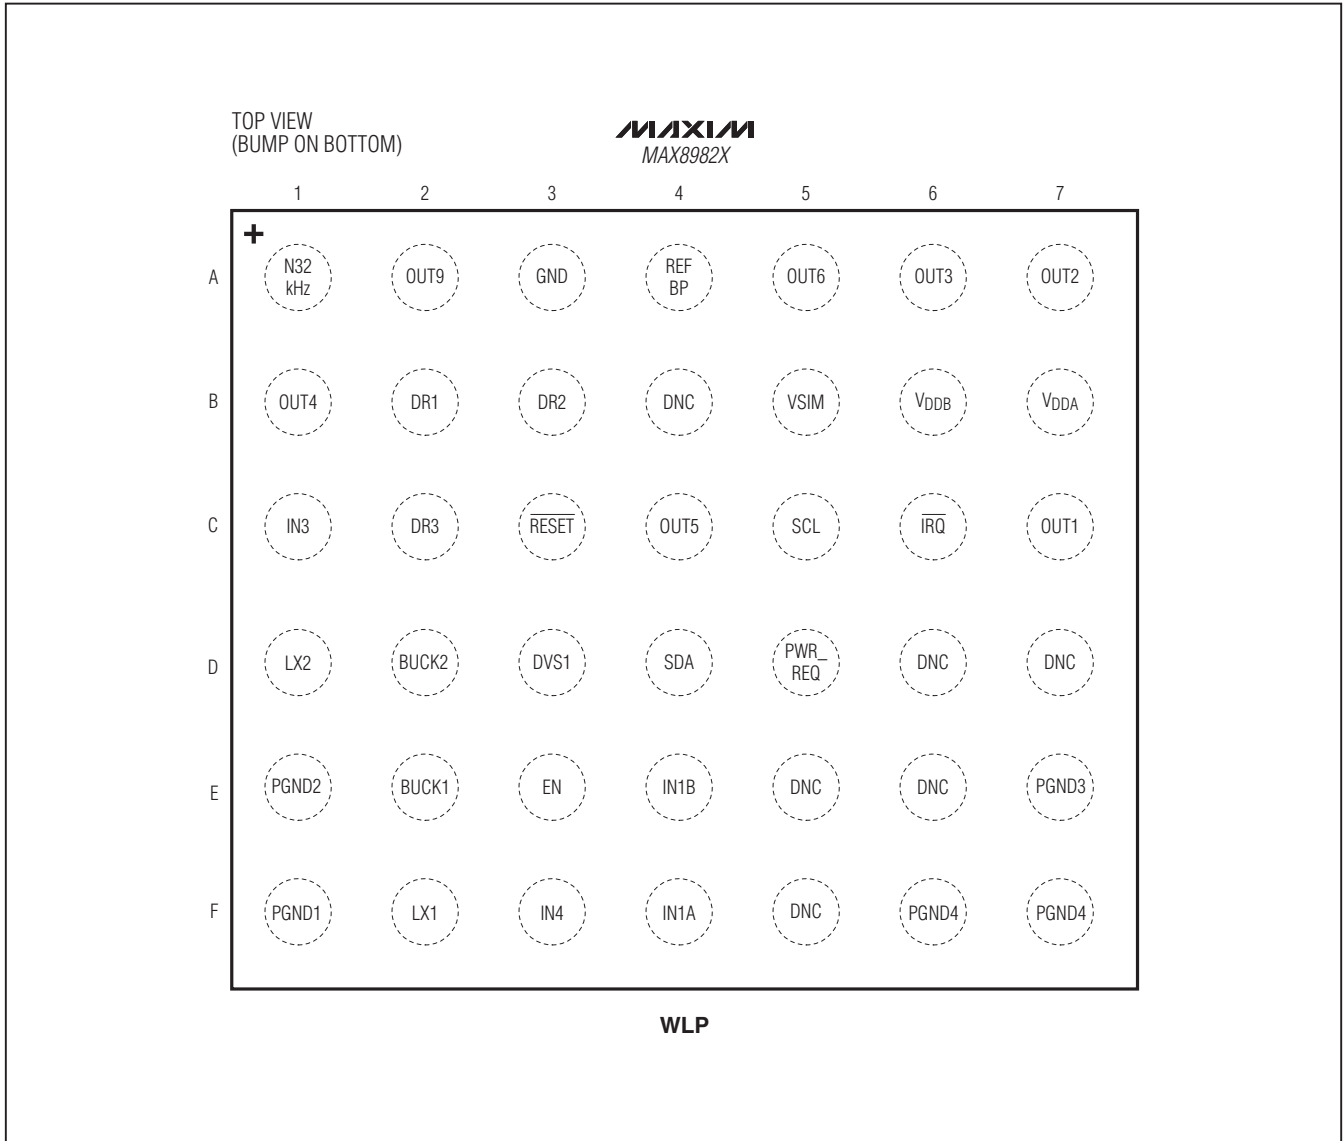 TOP VIEW
(BUMP ON BOTTOM)
MAXIM
MAX8982X
1 2 3 4 5 6 7
+
A N32 kHz OUT9 GND REF BP OUT6 OUT3 OUT2
B OUT4 DR1 DR2 DNC VSIM VDDB VDDA
C IN3 DR3 RESET OUT5 SCL IRQ OUT1
D LX2 BUCK2 DVS1 SDA PWR_ REQ DNC DNC
E PGND2 BUCK1 EN IN1B DNC DNC PGND3
F PGND1 LX1 IN4 IN1A DNC PGND4 PGND4
WLP